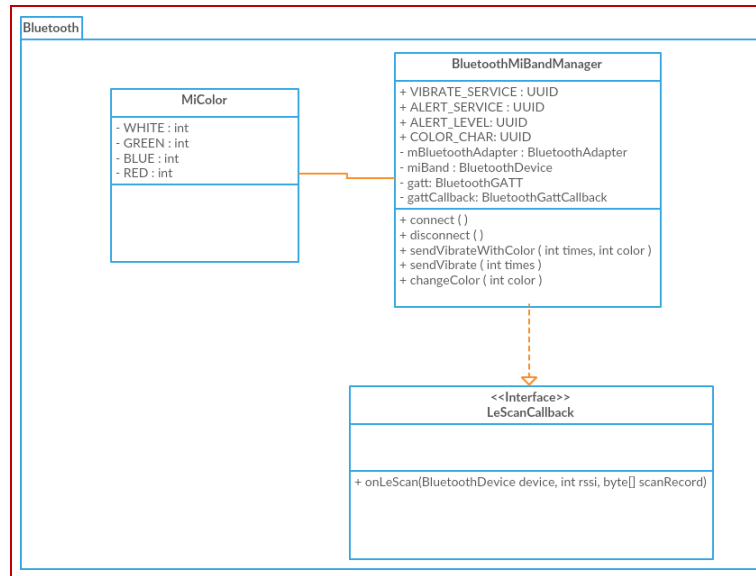 Bluetooth
MiColor
- WHITE : int
- GREEN : int
- BLUE : int
- RED : int
BluetoothMiBandManager
+ VIBRATE_SERVICE : UUID
+ ALERT_SERVICE : UUID
+ ALERT_LEVEL: UUID
+ COLOR_CHAR: UUID
- mBluetoothAdapter : BluetoothAdapter
- miBand : BluetoothDevice
- gatt: BluetoothGATT
- gattCallback: BluetoothGattCallback
+ connect ( )
+ disconnect ( )
+ sendVibrateWithColor ( int times, int color )
+ sendVibrate ( int times )
+ changeColor ( int color )
<<Interface>>
LeScanCallback
+ onLeScan(BluetoothDevice device, int rssi, byte[] scanRecord)